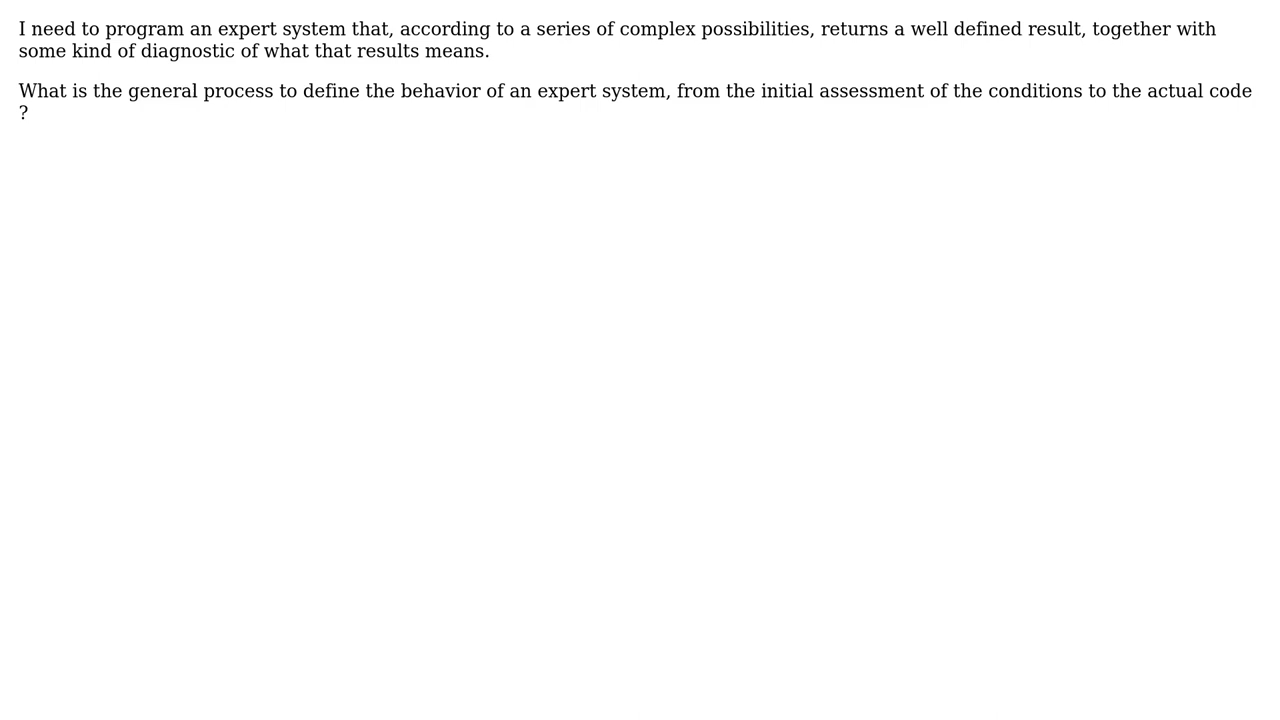 I need to program an expert system that, according to a series of complex possibilities, returns a well defined result, together with
some kind of diagnostic of what that results means.
What is the general process to define the behavior of an expert system, from the initial assessment of the conditions to the actual code
?